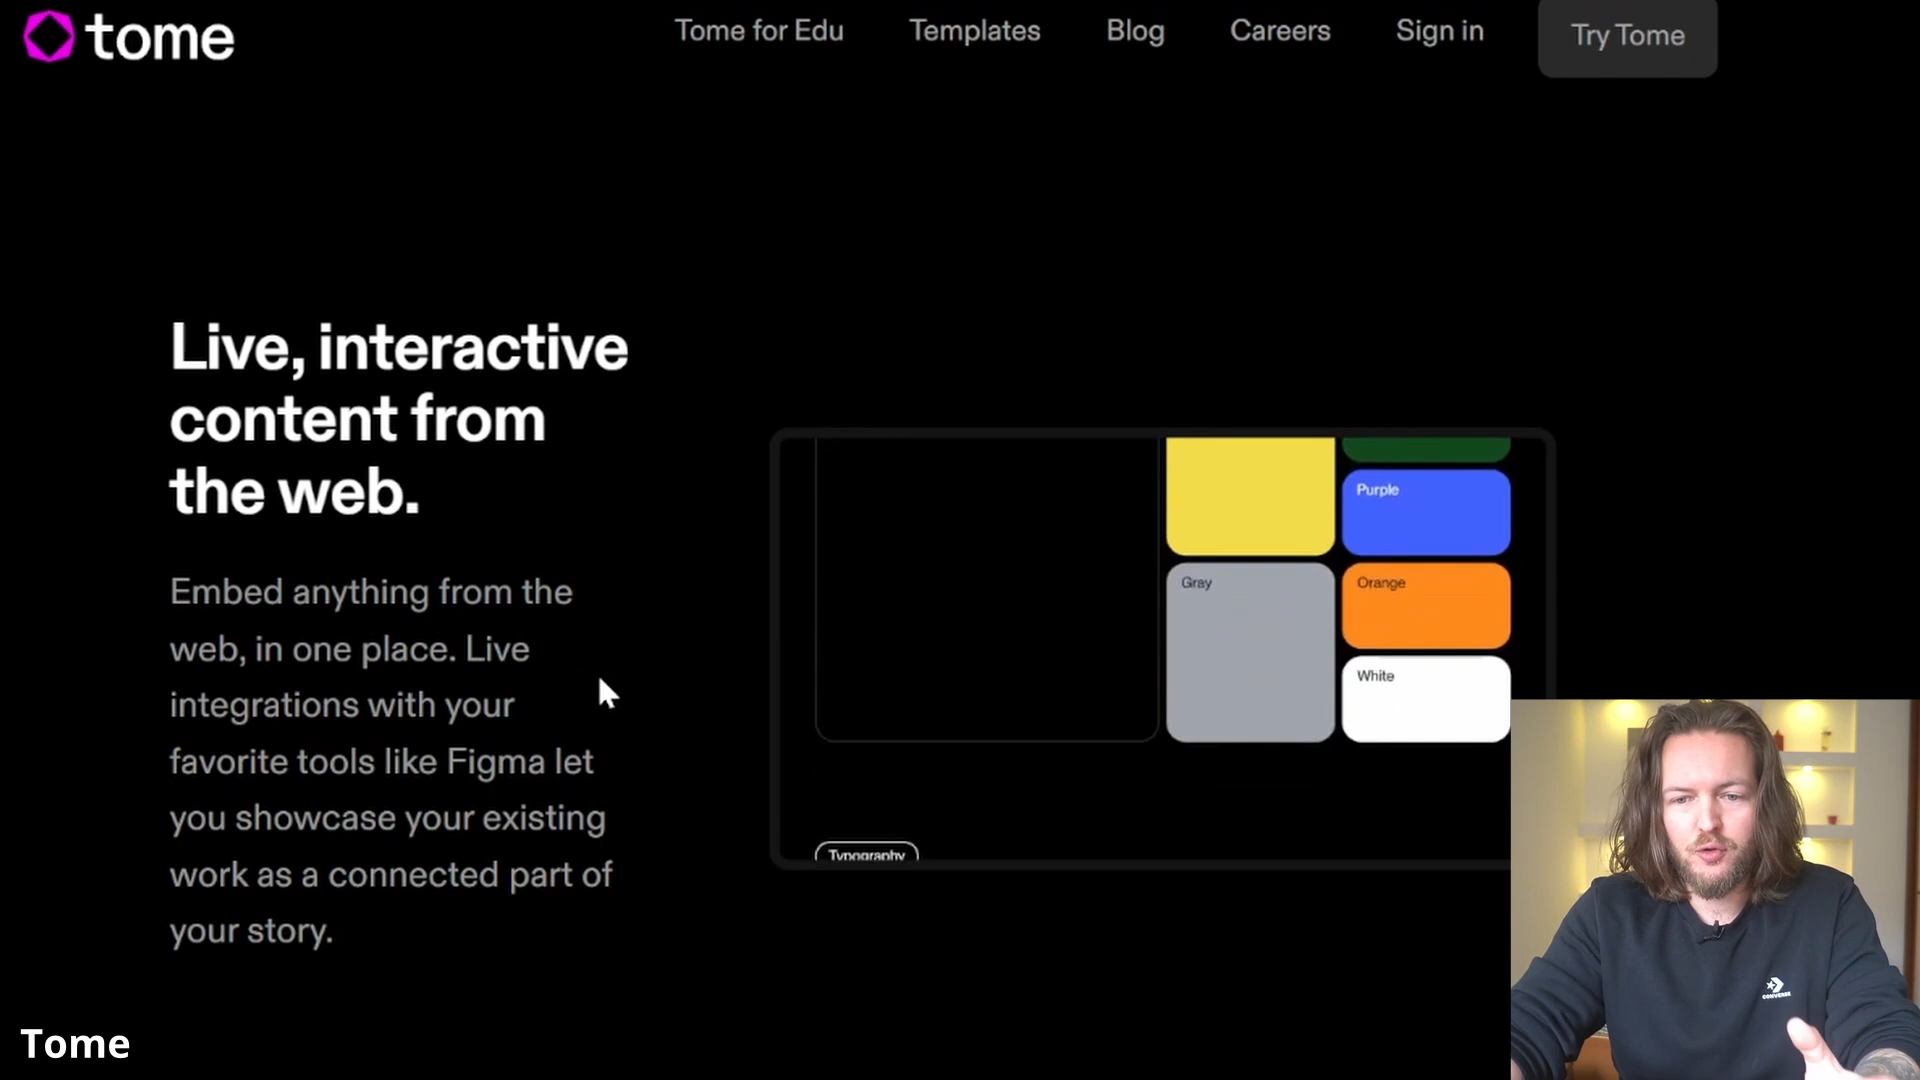 tome
Tome for Edu
Templates
Blog
Careers
Sign in
Try Tome
Live, interactive
content from
the web.
Embed anything from the
web, in one place. Live
integrations with your
favorite tools like Figma let
you showcase your existing
work as a connected part of
your story.
Purple
Gray
Orange
White
Typography
CONVERSE
Tome